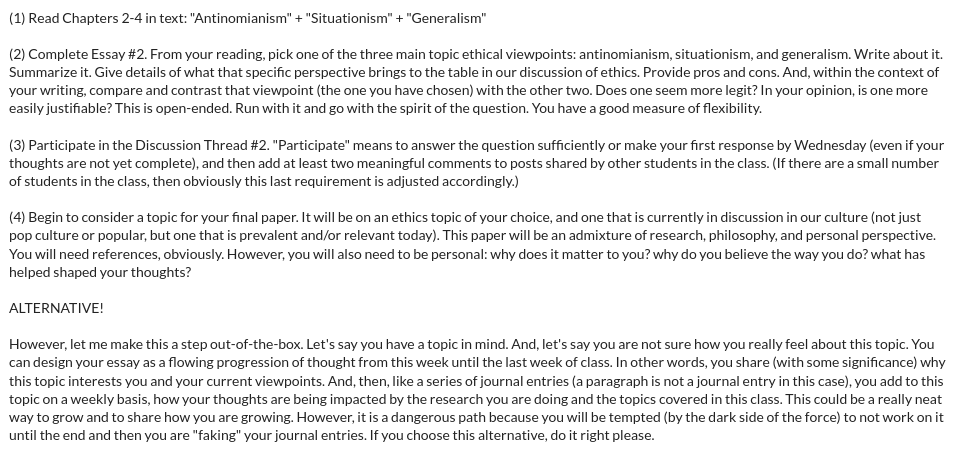 (1) Read Chapters 2-4 in text: "Antinomianism" + "Situationism" + "Generalism"
(2) Complete Essay #2. From your reading, pick one of the three main topic ethical viewpoints: antinomianism, situationism, and generalism. Write about it.
Summarize it. Give details of what that specific perspective brings to the table in our discussion of ethics. Provide pros and cons. And, within the context of
your writing, compare and contrast that viewpoint (the one you have chosen) with the other two. Does one seem more legit? In your opinion, is one more
easily justifiable? This is open-ended. Run with it and go with the spirit of the question. You have a good measure of flexibility.
(3) Participate in the Discussion Thread #2. "Participate" means to answer the question sufficiently or make your first response by Wednesday (even if your
thoughts are not yet complete), and then add at least two meaningful comments to posts shared by other students in the class. (If there are a small number
of students in the class, then obviously this last requirement is adjusted accordingly.)
(4) Begin to consider a topic for your final paper. It will be on an ethics topic of your choice, and one that is currently in discussion in our culture (not just
pop culture or popular, but one that is prevalent and/or relevant today). This paper will be an admixture of research, philosophy, and personal perspective.
You will need references, obviously. However, you will also need to be personal: why does it matter to you? why do you believe the way you do? what has
helped shaped your thoughts?
ALTERNATIVE!
However, let me make this a step out-of-the-box. Let's say you have a topic in mind. And, let's say you are not sure how you really feel about this topic. You
can design your essay as a flowing progression of thought from this week until the last week of class. In other words, you share (with some significance) why
this topic interests you and your current viewpoints. And, then, like a series of journal entries (a paragraph is not a journal entry in this case), you add to this
topic on a weekly basis, how your thoughts are being impacted by the research you are doing and the topics covered in this class. This could be a really neat
way to grow and to share how you are growing. However, it is a dangerous path because you will be tempted (by the dark side of the force) to not work on it
until the end and then you are "faking" your journal entries. If you choose this alternative, do it right please.